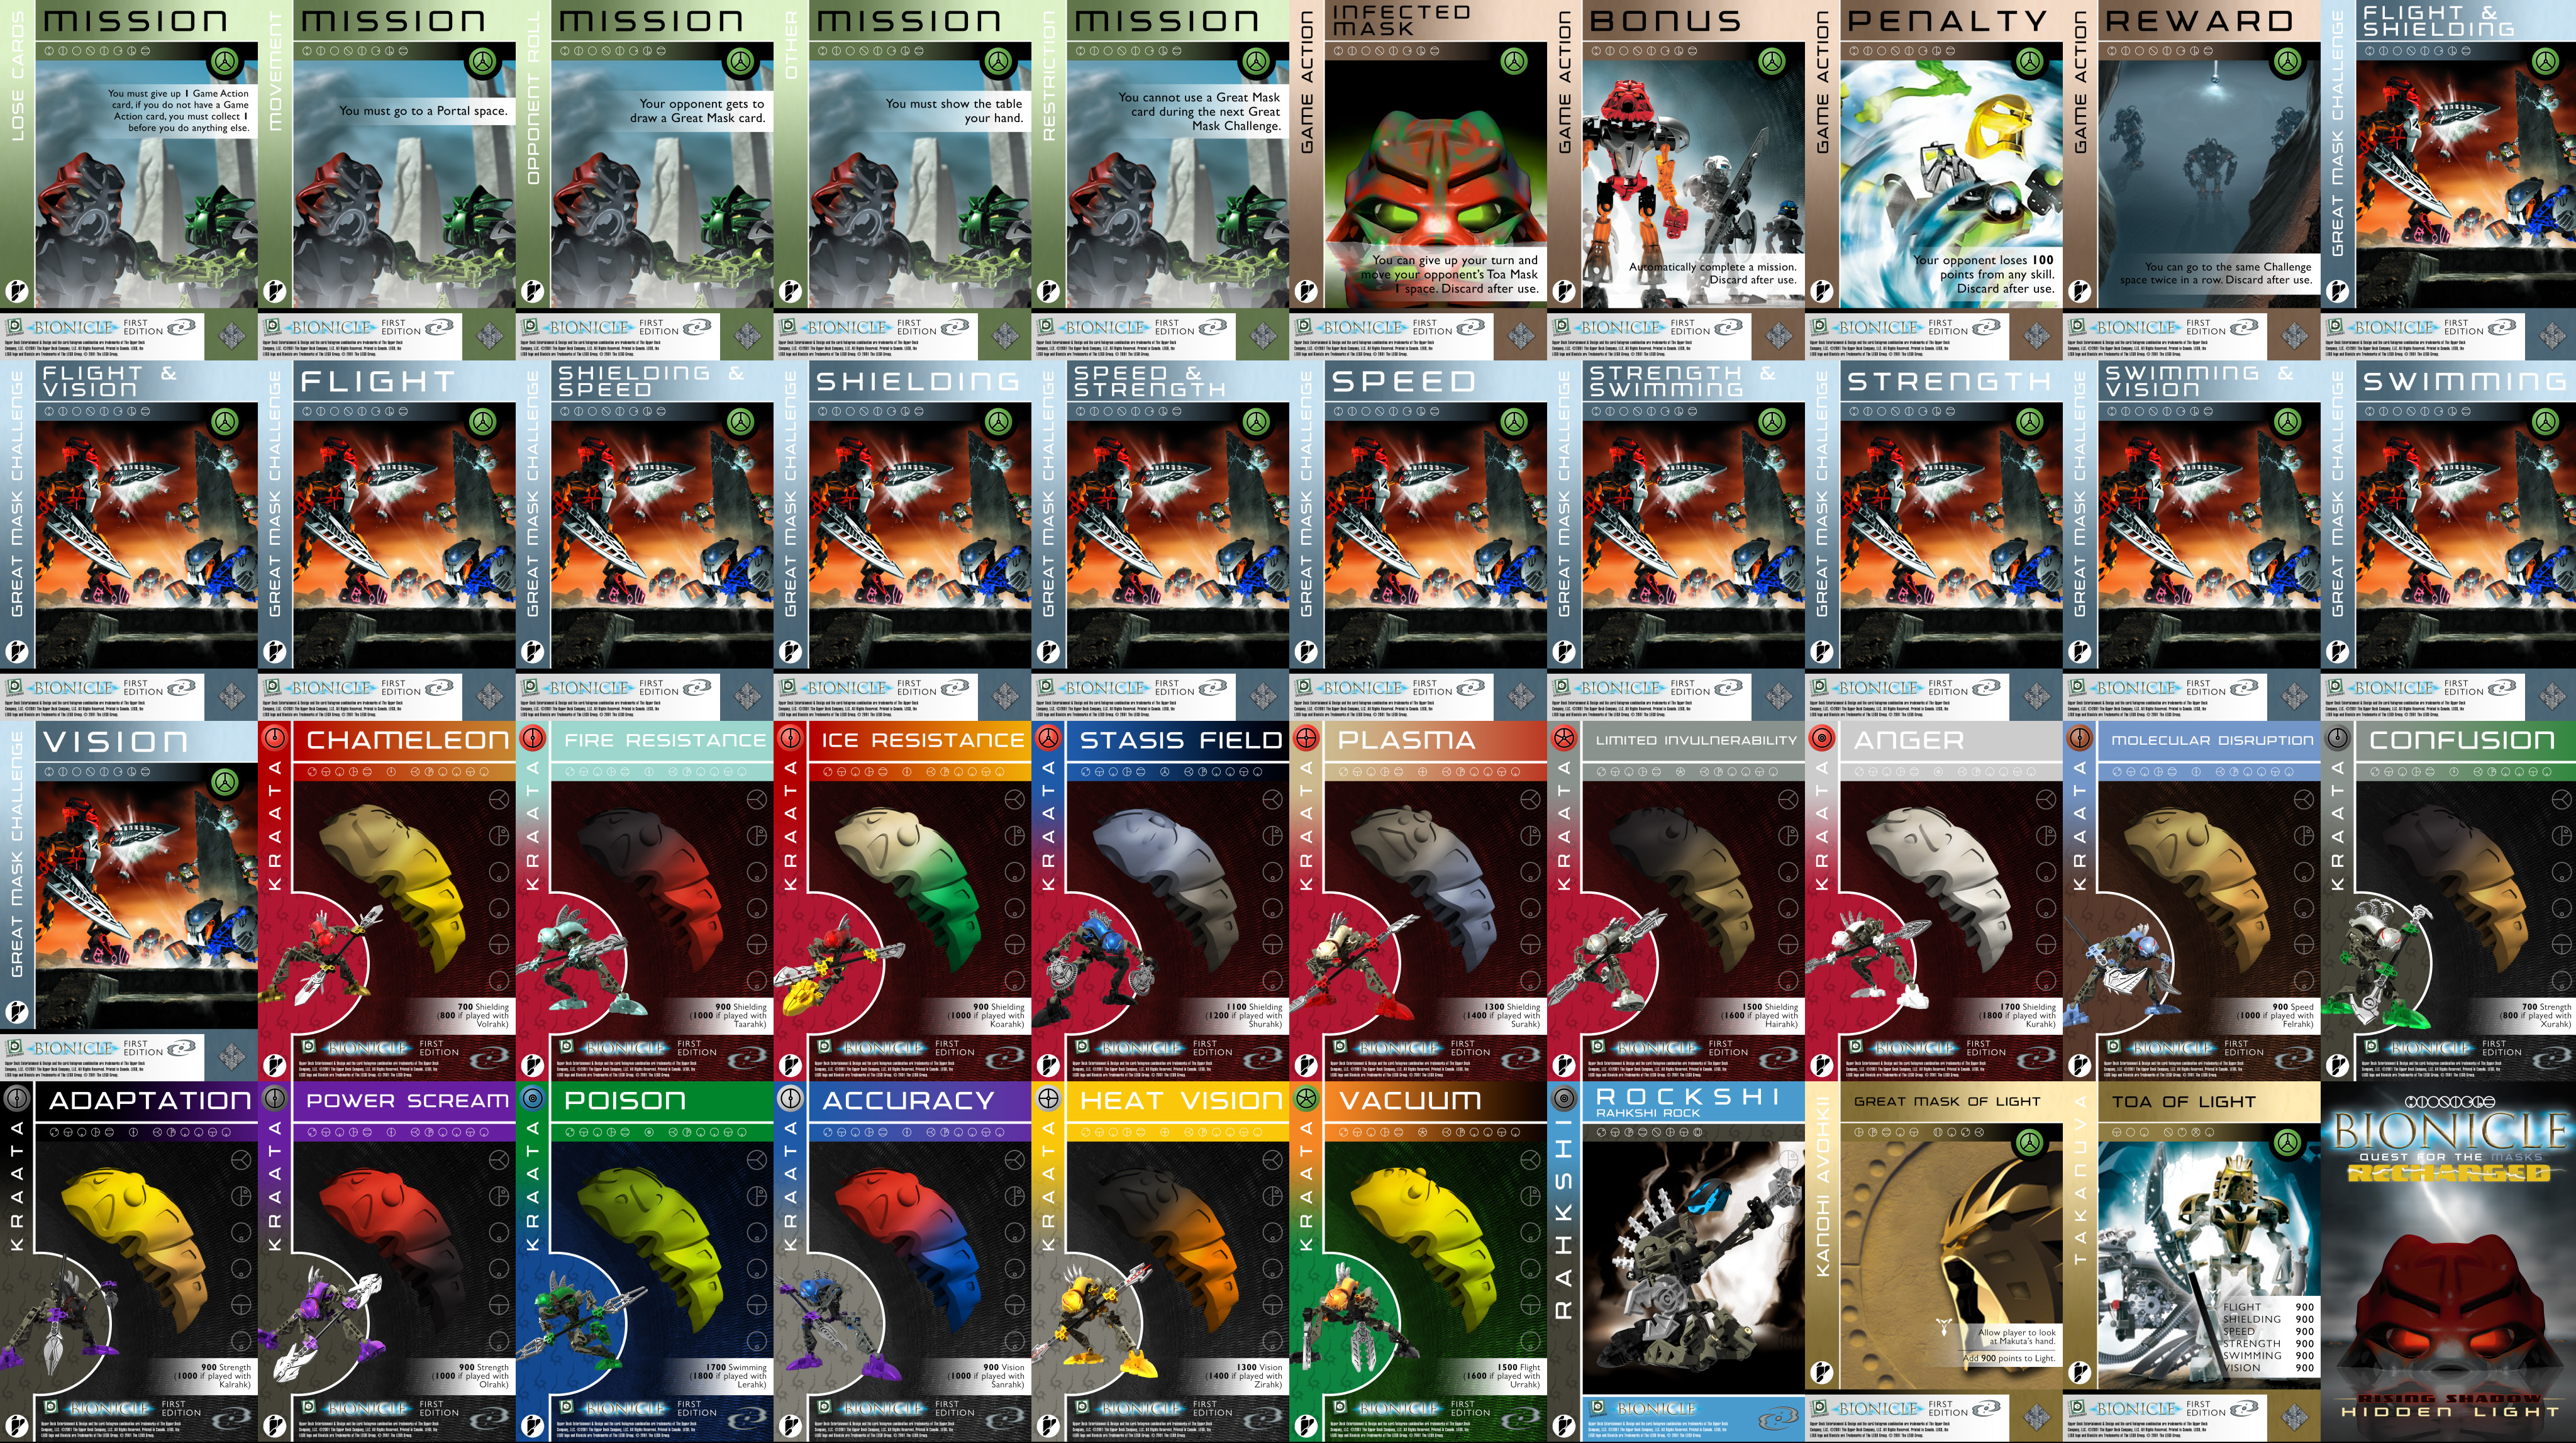 LOSE CARDS
MISSION
You must give up 1 Game Action
card, if you do not have a Game
Action card, you must collect 1
before you do anything else.
BIONICLE
FIRST
EDITION
MOVEMENT
MISSION
You must go to a Portal space.
BIONICLE
FIRST
EDITION
OPPONENT ROLL
MISSION
Your opponent gets to
draw a Great Mask card.
BIONICLE
FIRST
EDITION
OTHER
MISSION
You must show the table
your hand.
BIONICLE
FIRST
EDITION
RESTRICTION
MISSION
You cannot use a Great Mask
card during the next Great
Mask Challenge.
BIONICLE
FIRST
EDITION
GAME ACTION
INFECTED
MASK
You can give up your turn and
move your opponent's Toa Mask
1 space. Discard after use.
BIONICLE
FIRST
EDITION
GAME ACTION
BONUS
Automatically complete a mission.
Discard after use.
BIONICLE
FIRST
EDITION
GAME ACTION
PENALTY
Your opponent loses 100
points from any skill.
Discard after use.
BIONICLE
FIRST
EDITION
GAME ACTION
REWARD
You can go to the same Challenge
space twice in a row. Discard after use.
BIONICLE
FIRST
EDITION
GREAT MASK CHALLENGE
FLIGHT &
SHIELDING
BIONICLE
FIRST
EDITION
GREAT MASK CHALLENGE
FLIGHT &
VISION
BIONICLE
FIRST
EDITION
GREAT MASK CHALLENGE
FLIGHT
BIONICLE
FIRST
EDITION
GREAT MASK CHALLENGE
SHIELDING &
SPEED
BIONICLE
FIRST
EDITION
GREAT MASK CHALLENGE
SHIELDING
BIONICLE
FIRST
EDITION
GREAT MASK CHALLENGE
SPEED &
STRENGTH
BIONICLE
FIRST
EDITION
GREAT MASK CHALLENGE
SPEED
BIONICLE
FIRST
EDITION
GREAT MASK CHALLENGE
STRENGTH &
SWIMMING
BIONICLE
FIRST
EDITION
GREAT MASK CHALLENGE
STRENGTH
BIONICLE
FIRST
EDITION
GREAT MASK CHALLENGE
SWIMMING &
VISION
BIONICLE
FIRST
EDITION
GREAT MASK CHALLENGE
SWIMMING
BIONICLE
FIRST
EDITION
GREAT MASK CHALLENGE
VISION
BIONICLE
FIRST
EDITION
KRAATA
CHAMELEON
700 Shielding
(800 if played with
Volrahk)
BIONICLE
FIRST
EDITION
KRAATA
FIRE RESISTANCE
900 Shielding
(1000 if played with
Taarahk)
BIONICLE
FIRST
EDITION
KRAATA
ICE RESISTANCE
900 Shielding
(1000 if played with
Koarahk)
BIONICLE
FIRST
EDITION
KRAATA
STASIS FIELD
1100 Shielding
(1200 if played with
Shurahk)
BIONICLE
FIRST
EDITION
KRAATA
PLASMA
1300 Shielding
(1400 if played with
Surahk)
BIONICLE
FIRST
EDITION
KRAATA
LIMITED INVULNERABILITY
1500 Shielding
(1600 if played with
Hairahk)
BIONICLE
FIRST
EDITION
KRAATA
ANGER
1700 Shielding
(1800 if played with
Kurahk)
BIONICLE
FIRST
EDITION
KRAATA
MOLECULAR DISRUPTION
900 Speed
(1000 if played with
Felrahk)
BIONICLE
FIRST
EDITION
KRAATA
CONFUSION
700 Strength
(800 if played with
Xurahk)
BIONICLE
FIRST
EDITION
KRAATA
ADAPTATION
900 Strength
(1000 if played with
Kalrahk)
BIONICLE
FIRST
EDITION
KRAATA
POWER SCREAM
900 Strength
(1000 if played with
Olrahk)
BIONICLE
FIRST
EDITION
KRAATA
POISON
1700 Swimming
(1800 if played with
Lerahk)
BIONICLE
FIRST
EDITION
KRAATA
ACCURACY
900 Vision
(1000 if played with
Sanrahk)
BIONICLE
FIRST
EDITION
KRAATA
HEAT VISION
1300 Vision
(1400 if played with
Zirahk)
BIONICLE
FIRST
EDITION
KRAATA
VACUUM
1500 Flight
(1600 if played with
Urrahk)
BIONICLE
FIRST
EDITION
RAHKSHI
ROCKSHI
RAHKSHI ROCK
BIONICLE
KANOHI AVOHKII
GREAT MASK OF LIGHT
Allow player to look
at Makuta's hand.
Add 900 points to Light.
BIONICLE
FIRST
EDITION
TAKANUVA
TOA OF LIGHT
FLIGHT 900
SHIELDING 900
SPEED 900
STRENGTH 900
SWIMMING 900
VISION 900
BIONICLE
FIRST
EDITION
BIONICLE
QUEST FOR THE MASKS
RECHARGED
RISING SHADOW
HIDDEN LIGHT